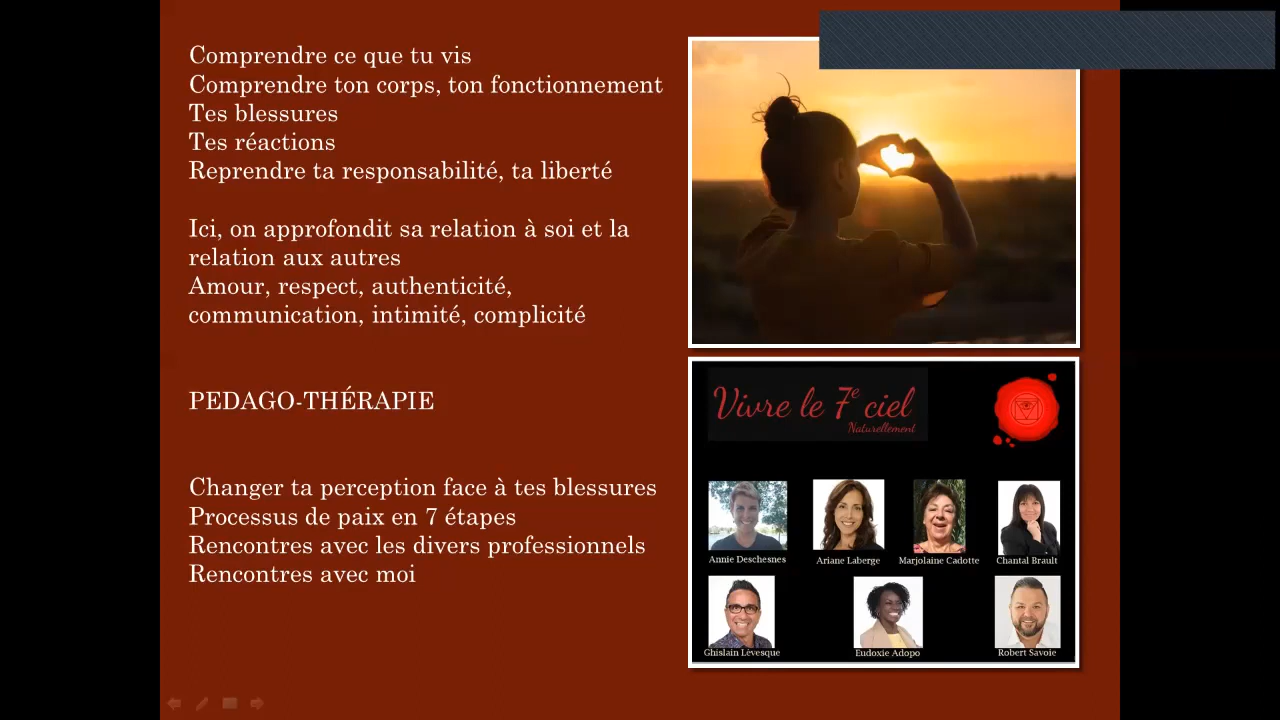 Comprendre ce que tu vis
Comprendre ton corps, ton fonctionnement
Tes blessures
Tes réactions
Reprendre ta responsabilité, ta liberté
Ici, on approfondit sa relation à soi et la
relation aux autres
Amour, respect, authenticité,
communication, intimité, complicité
PEDAGO-THÉRAPIE
Changer ta perception face à tes blessures
Processus de paix en 7 étapes
Rencontres avec les divers professionnels
Rencontres avec moi
Vivre le 7e ciel
Naturellement
Annie Deschesnes
Ariane Laberge
Marjolaine Cadotte
Chantal Brault
Ghislain Lévesque
Eudoxie Adopo
Robert Savoie